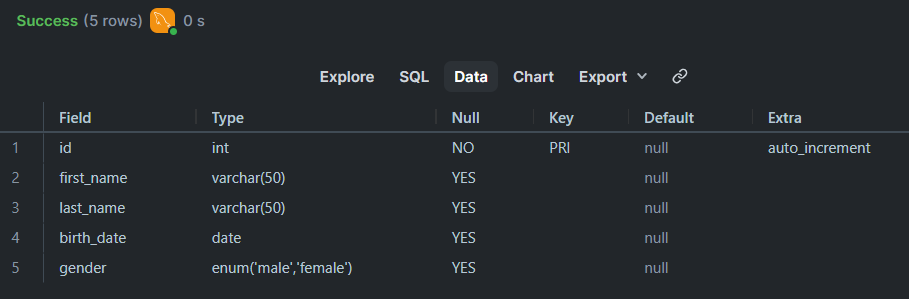 Success (5 rows) 0 s
Explore SQL Data Chart Export
Field Type Null Key Default Extra
1 id int NO PRI null auto_increment
2 first_name varchar(50) YES null
3 last_name varchar(50) YES null
4 birth_date date YES null
5 gender enum('male','female') YES null